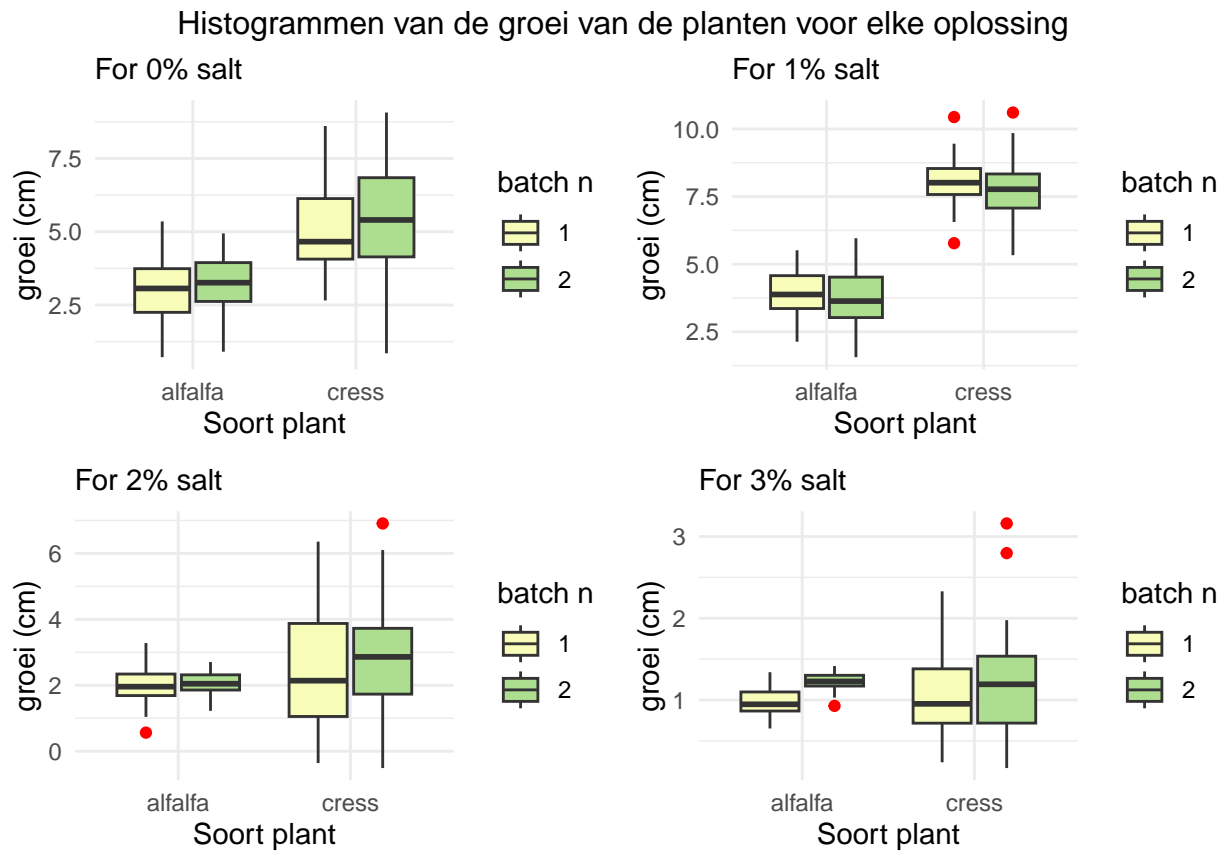 Histogrammen van de groei van de planten voor elke oplossing
For 0% salt
7.5
5.0
2.5
groei (cm)
alfalfa cress
Soort plant
batch n
1
2
For 1% salt
10.0
7.5
5.0
2.5
groei (cm)
alfalfa cress
Soort plant
batch n
1
2
For 2% salt
6
4
2
0
groei (cm)
alfalfa cress
Soort plant
batch n
1
2
For 3% salt
3
2
1
groei (cm)
alfalfa cress
Soort plant
batch n
1
2